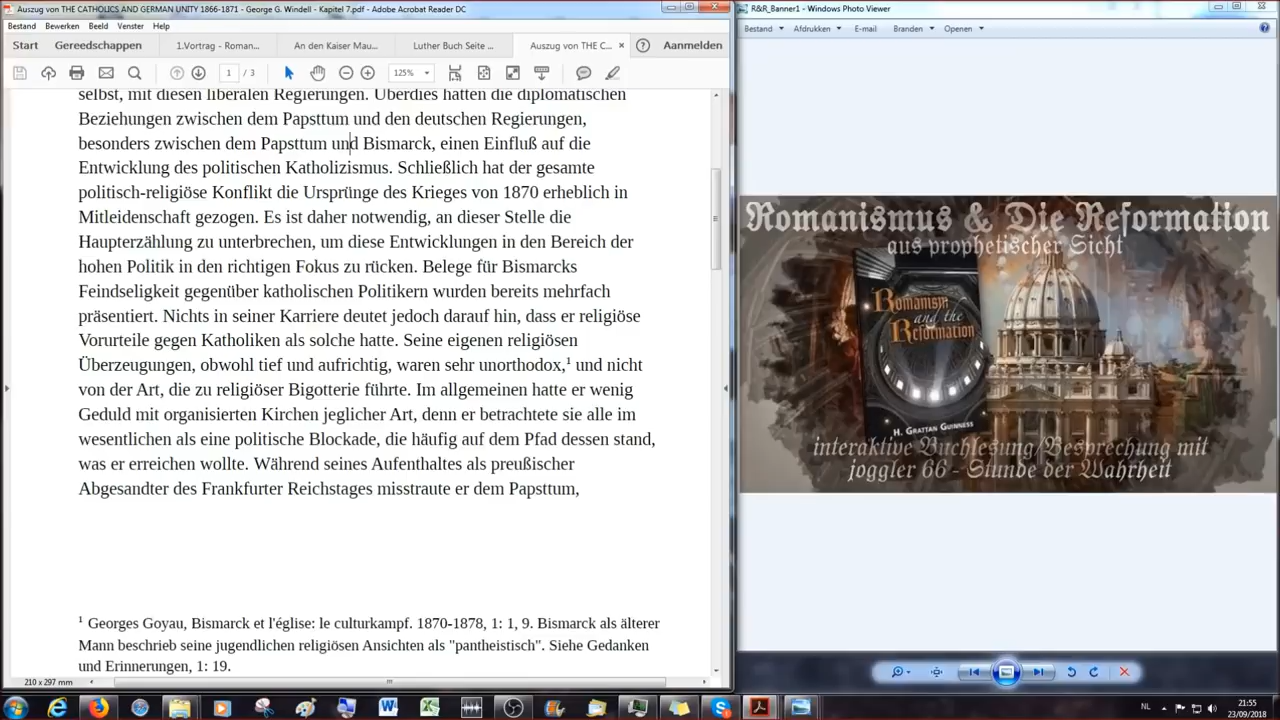 Auszug von THE CATHOLICS AND GERMAN UNITY 1866-1871 - George G. Windell - Kapitel 7.pdf - Adobe Acrobat Reader DC
Bestand Bewerken Beeld Venster Help
Start Gereedschappen 1.Vortrag - Roman... An den Kaiser Mau... Luther Buch Seite ... Auszug von THE C... × Aanmelden
1 / 3 125%
selbst, mit diesen liberalen Regierungen. Überdies hatten die diplomatischen
Beziehungen zwischen dem Papsttum und den deutschen Regierungen,
besonders zwischen dem Papsttum und Bismarck, einen Einfluß auf die
Entwicklung des politischen Katholizismus. Schließlich hat der gesamte
politisch-religiöse Konflikt die Ursprünge des Krieges von 1870 erheblich in
Mitleidenschaft gezogen. Es ist daher notwendig, an dieser Stelle die
Haupterzählung zu unterbrechen, um diese Entwicklungen in den Bereich der
hohen Politik in den richtigen Fokus zu rücken. Belege für Bismarcks
Feindseligkeit gegenüber katholischen Politikern wurden bereits mehrfach
präsentiert. Nichts in seiner Karriere deutet jedoch darauf hin, dass er religiöse
Vorurteile gegen Katholiken als solche hatte. Seine eigenen religiösen
Überzeugungen, obwohl tief und aufrichtig, waren sehr unorthodox,¹ und nicht
von der Art, die zu religiöser Bigotterie führte. Im allgemeinen hatte er wenig
Geduld mit organisierten Kirchen jeglicher Art, denn er betrachtete sie alle im
wesentlichen als eine politische Blockade, die häufig auf dem Pfad dessen stand,
was er erreichen wollte. Während seines Aufenthaltes als preußischer
Abgesandter des Frankfurter Reichstages misstraute er dem Papsttum,
¹ Georges Goyau, Bismarck et l'église: le culturkampf. 1870-1878, 1: 1, 9. Bismarck als älterer
Mann beschrieb seine jugendlichen religiösen Ansichten als "pantheistisch". Siehe Gedanken
und Erinnerungen, 1: 19.
210 x 297 mm
R&R_Banner1 - Windows Photo Viewer
Bestand Afdrukken E-mail Branden Openen
Romanismus & Die Reformation
aus prophetischer Sicht
Romanism
and the
Reformation
H. GRATTAN GUINNESS
interaktive Buchlesung/Besprechung mit
joggler 66 - Stunde der Wahrheit
NL 21:55
23/09/2018